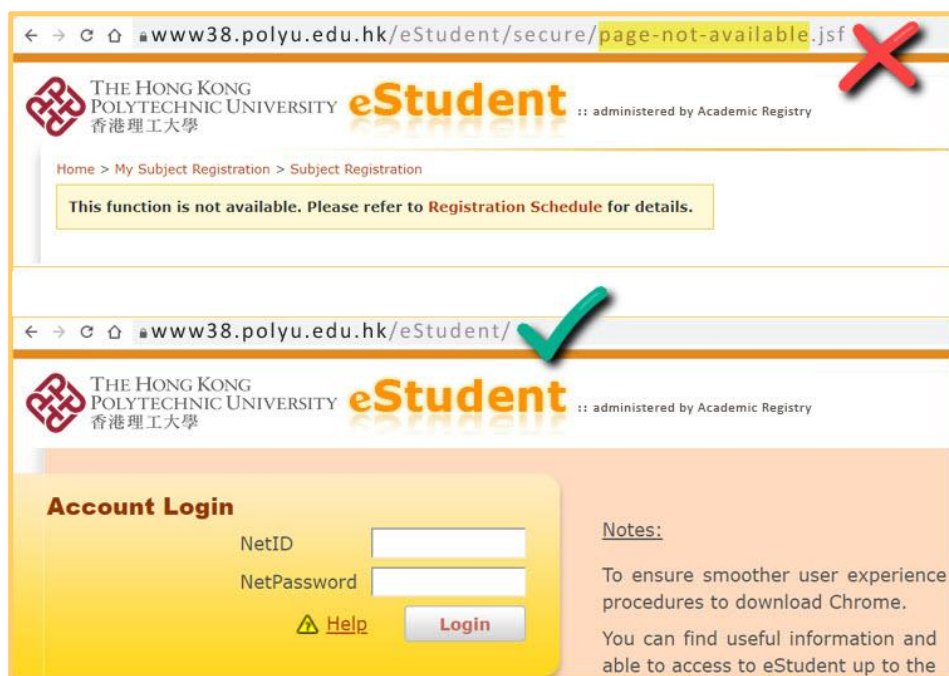 www38.polyu.edu.hk/eStudent/secure/page-not-available.jsf
THE HONG KONG
POLYTECHNIC UNIVERSITY
香港理工大學
eStudent :: administered by Academic Registry
Home > My Subject Registration > Subject Registration
This function is not available. Please refer to Registration Schedule for details.
www38.polyu.edu.hk/eStudent/
THE HONG KONG
POLYTECHNIC UNIVERSITY
香港理工大學
eStudent :: administered by Academic Registry
Account Login
NetID
NetPassword
Help
Login
Notes:
To ensure smoother user experience
procedures to download Chrome.
You can find useful information and
able to access to eStudent up to the